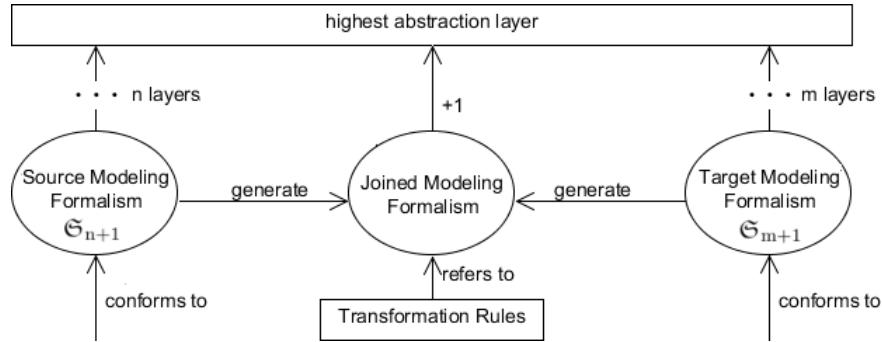 highest abstraction layer
· · · n layers
+1
· · · m layers
Source Modeling
Formalism
𝔖n+1
generate
Joined Modeling
Formalism
generate
Target Modeling
Formalism
𝔖m+1
conforms to
refers to
conforms to
Transformation Rules